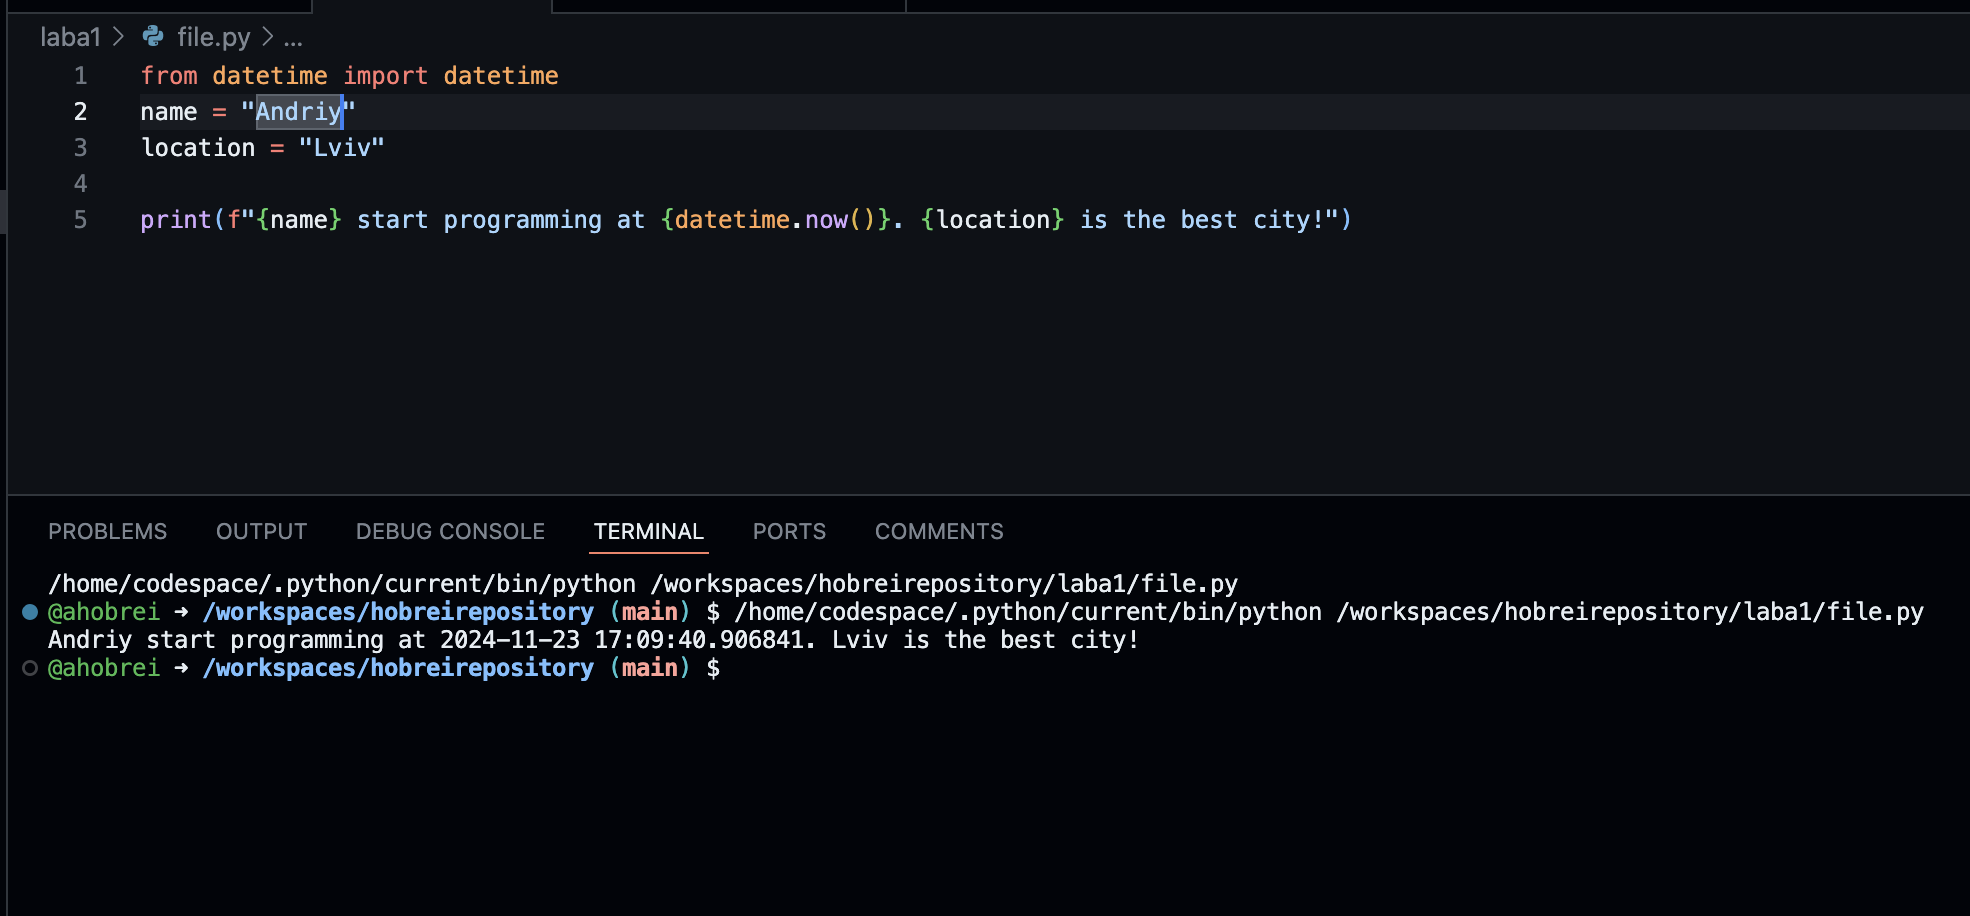 laba1 > file.py > ...
1 from datetime import datetime
2 name = "Andriy"
3 location = "Lviv"
4
5 print(f"{name} start programming at {datetime.now()}. {location} is the best city!")
PROBLEMS OUTPUT DEBUG CONSOLE TERMINAL PORTS COMMENTS
/home/codespace/.python/current/bin/python /workspaces/hobreirepository/laba1/file.py
@ahobrei ➜ /workspaces/hobreirepository (main) $ /home/codespace/.python/current/bin/python /workspaces/hobreirepository/laba1/file.py
Andriy start programming at 2024-11-23 17:09:40.906841. Lviv is the best city!
@ahobrei ➜ /workspaces/hobreirepository (main) $